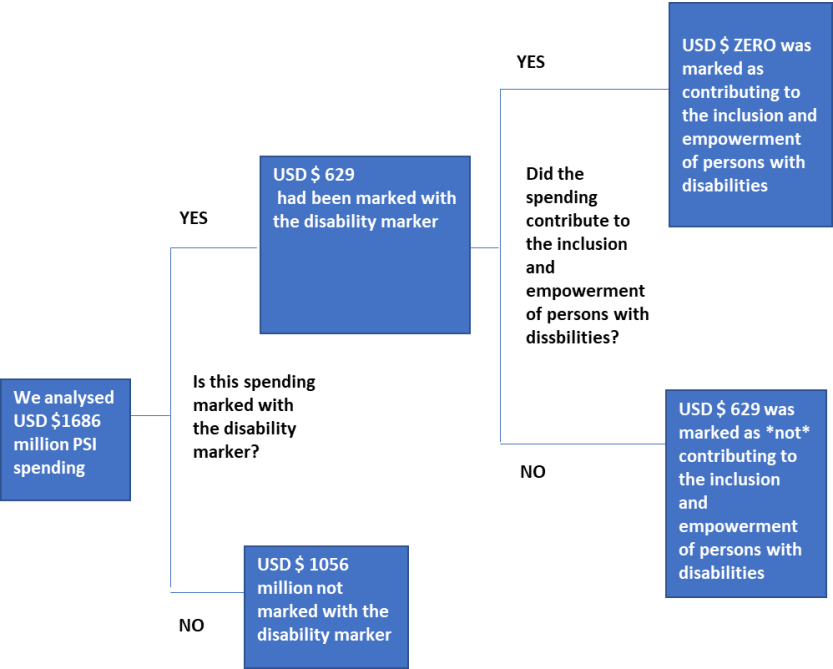 We analysed
USD $1686
million PSI
spending
Is this spending
marked with
the disability
marker?
YES
USD $ 629
had been marked with
the disability marker
NO
USD $ 1056
million not
marked with the
disability marker
Did the
spending
contribute to
the inclusion
and
empowerment
of persons with
dissbilities?
YES
USD $ ZERO was
marked as
contributing to
the inclusion and
empowerment
of persons with
disabilities
NO
USD $ 629 was
marked as *not*
contributing to
the inclusion
and
empowerment
of persons with
disabilities